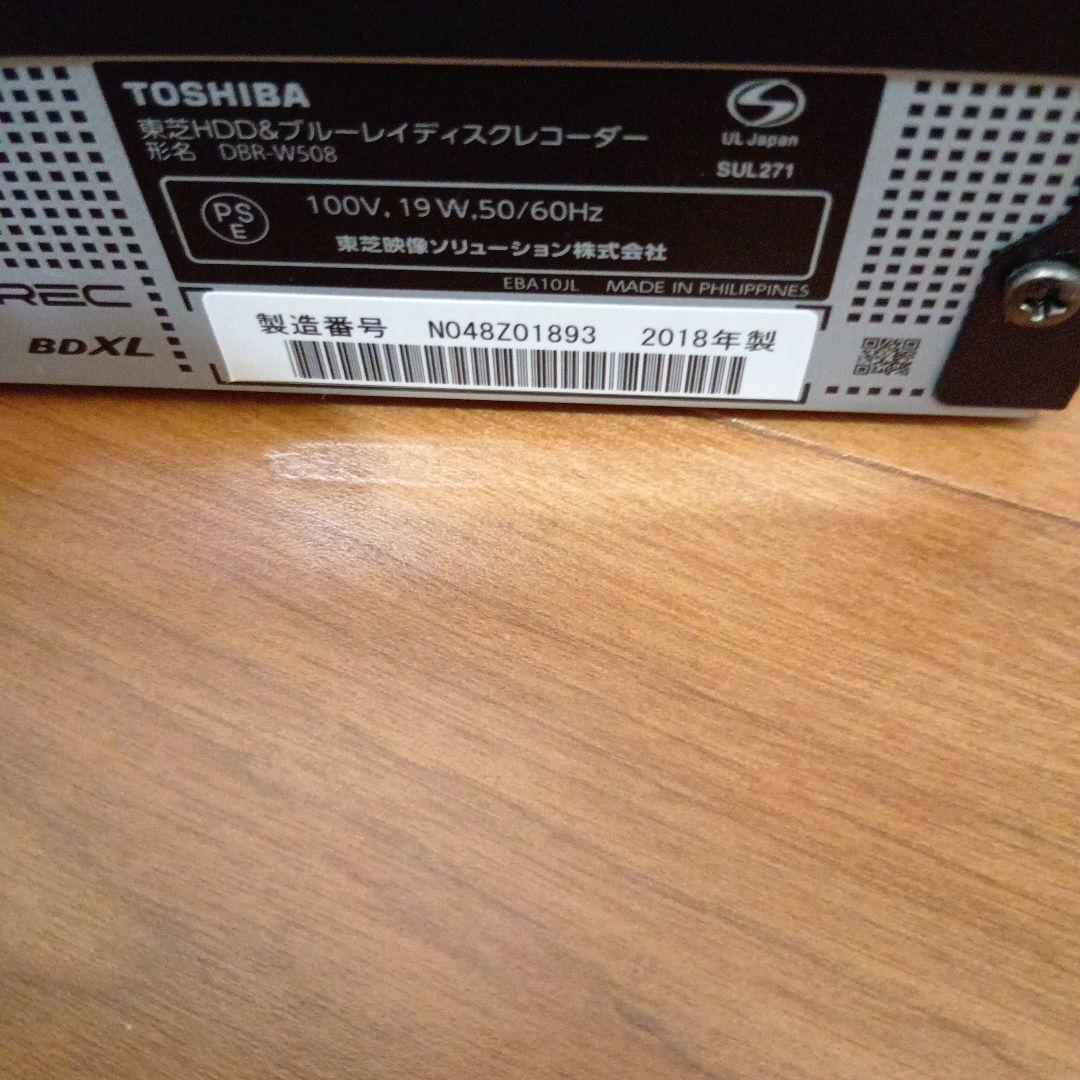 TOSHIBA
東芝HDD&ブルーレイディスクレコーダー
形名 DBR-W508
UL Japan
SUL271
PS
E
100V, 19W, 50/60Hz
東芝映像ソリューション株式会社
EBA10JL MADE IN PHILIPPINES
REC
BDXL
製造番号 N048Z01893 2018年製